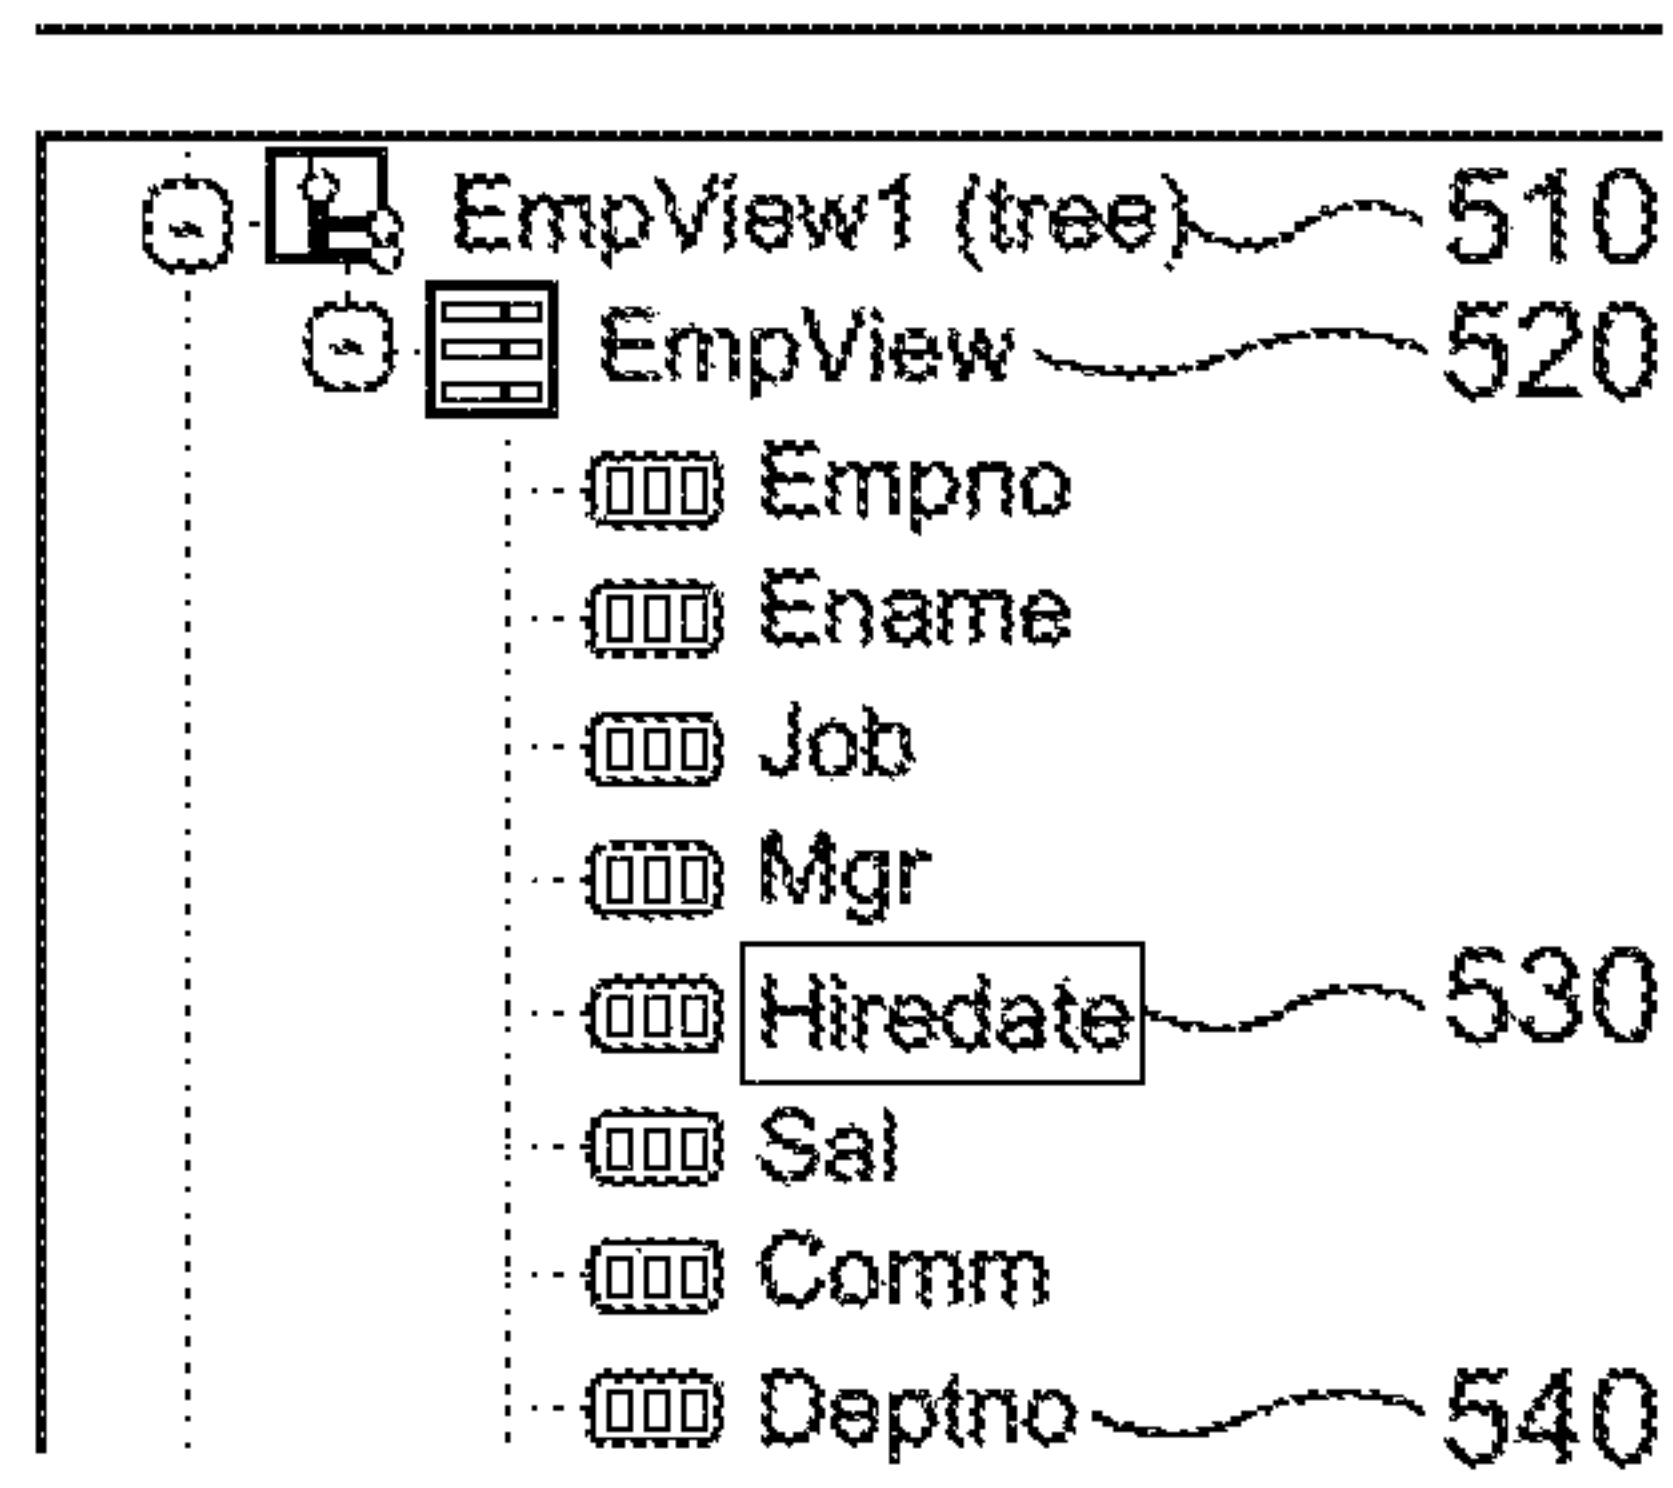 EmpView1 (tree) 510
EmpView 520
Empno
Ename
Job
Mgr
Hiredate 530
Sal
Comm
Deptno 540